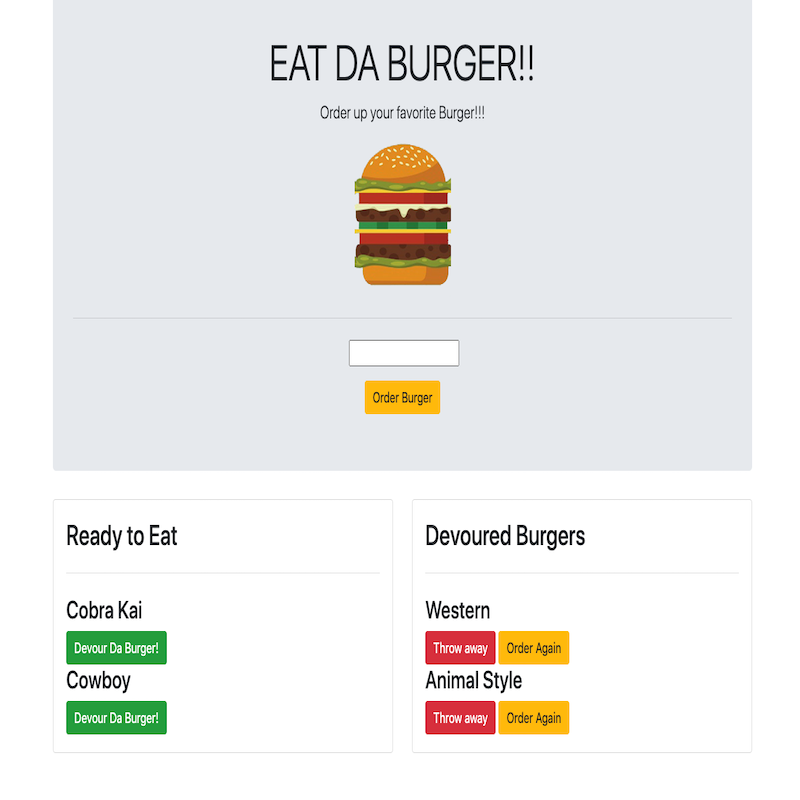 EAT DA BURGER!!
Order up your favorite Burger!!!
Order Burger
Ready to Eat
Cobra Kai
Devour Da Burger!
Cowboy
Devour Da Burger!
Devoured Burgers
Western
Throw away Order Again
Animal Style
Throw away Order Again